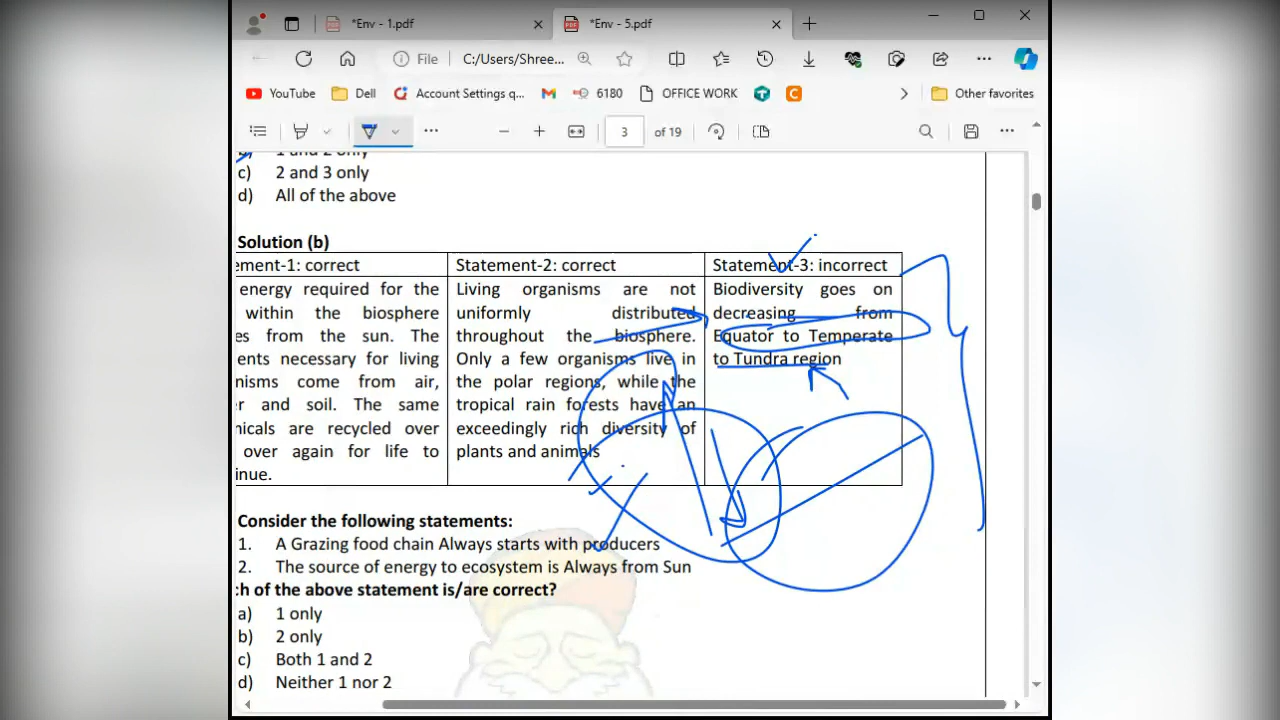 *Env - 1.pdf
*Env - 5.pdf
File C:/Users/Shree...
YouTube Dell Account Settings q... 6180 OFFICE WORK Other favorites
3 of 19
1 and 2 only
c) 2 and 3 only
d) All of the above
Solution (b)
ement-1: correct Statement-2: correct Statement-3: incorrect
energy required for the Living organisms are not Biodiversity goes on
within the biosphere uniformly distributed decreasing from
es from the sun. The throughout the biosphere. Equator to Temperate
ents necessary for living Only a few organisms live in to Tundra region
nisms come from air, the polar regions, while the
r and soil. The same tropical rain forests have an
nicals are recycled over exceedingly rich diversity of
over again for life to plants and animals
inue.
Consider the following statements:
1. A Grazing food chain Always starts with producers
2. The source of energy to ecosystem is Always from Sun
ch of the above statement is/are correct?
a) 1 only
b) 2 only
c) Both 1 and 2
d) Neither 1 nor 2